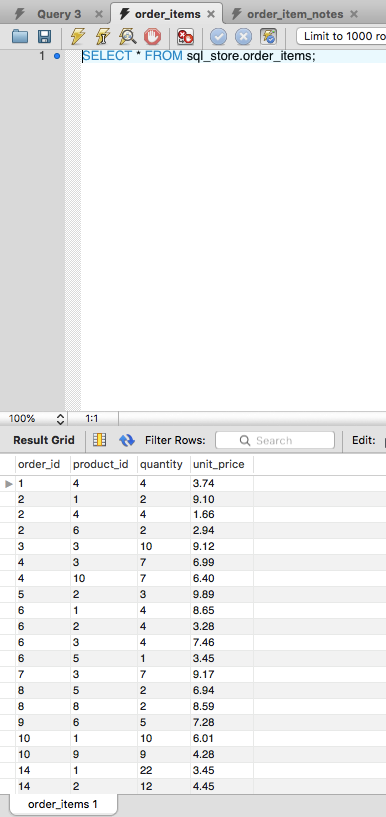 Query 3 order_items order_item_notes
Limit to 1000 ro
1 SELECT * FROM sql_store.order_items;
100% 1:1
Result Grid Filter Rows: Search Edit:
order_id product_id quantity unit_price
1 4 4 3.74
2 1 2 9.10
2 4 4 1.66
2 6 2 2.94
3 3 10 9.12
4 3 7 6.99
4 10 7 6.40
5 2 3 9.89
6 1 4 8.65
6 2 4 3.28
6 3 4 7.46
6 5 1 3.45
7 3 7 9.17
8 5 2 6.94
8 8 2 8.59
9 6 5 7.28
10 1 10 6.01
10 9 9 4.28
14 1 22 3.45
14 2 12 4.45
order_items 1